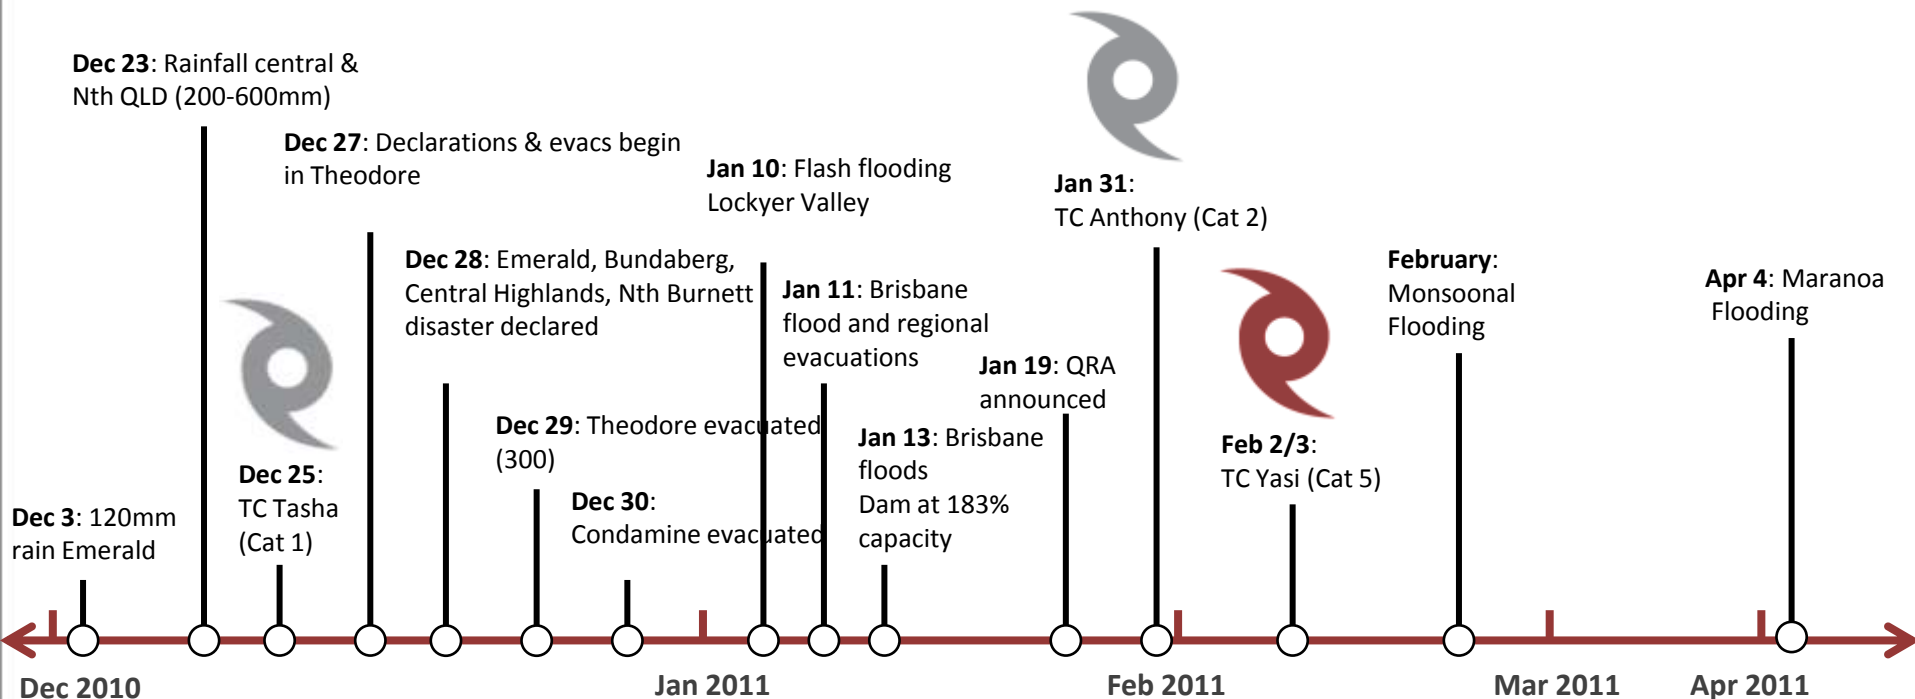 Dec 23: Rainfall central &
Nth QLD (200-600mm)
Dec 27: Declarations & evacs begin
in Theodore
Jan 10: Flash flooding
Lockyer Valley
Jan 31:
TC Anthony (Cat 2)
Dec 28: Emerald, Bundaberg,
Central Highlands, Nth Burnett
disaster declared
Jan 11: Brisbane
flood and regional
evacuations
February:
Monsoonal
Flooding
Apr 4: Maranoa
Flooding
Jan 19: QRA
announced
Dec 29: Theodore evacuated
(300)
Jan 13: Brisbane
floods
Dam at 183%
capacity
Feb 2/3:
TC Yasi (Cat 5)
Dec 25:
TC Tasha
(Cat 1)
Dec 30:
Condamine evacuated
Dec 3: 120mm
rain Emerald
Dec 2010
Jan 2011
Feb 2011
Mar 2011
Apr 2011